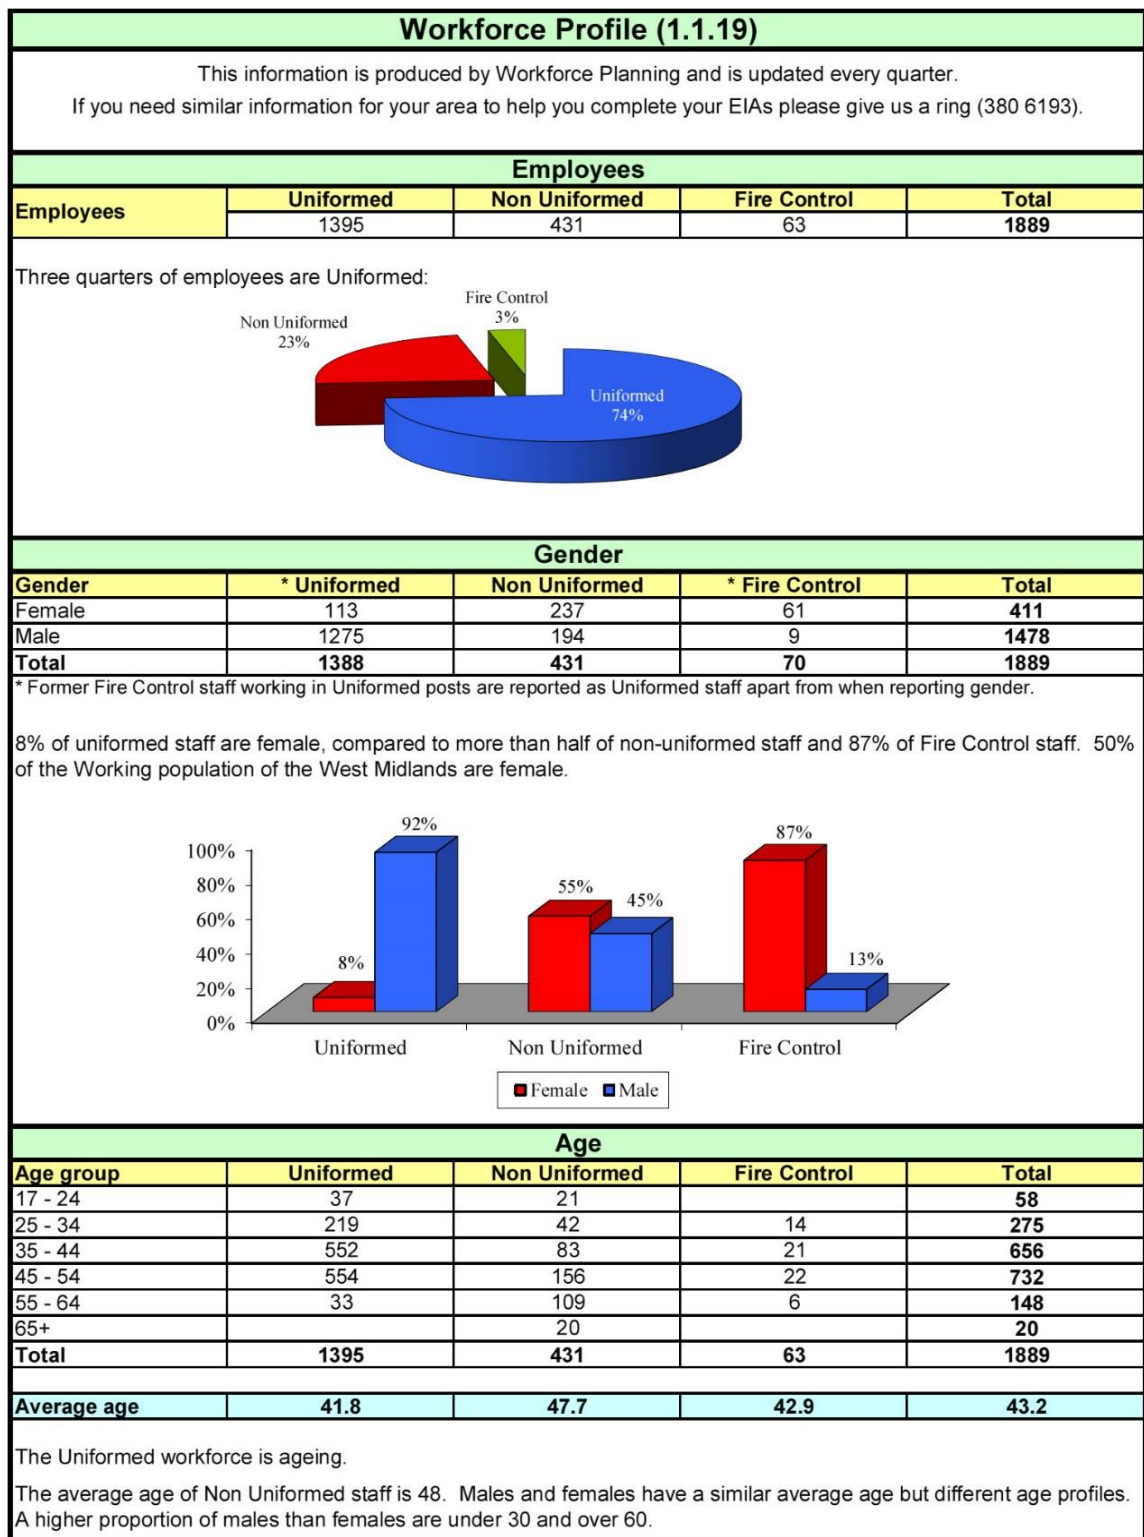 Workforce Profile (1.1.19)
This information is produced by Workforce Planning and is updated every quarter.
If you need similar information for your area to help you complete your EIAs please give us a ring (380 6193).
Employees
Employees Uniformed Non Uniformed Fire Control Total
1395 431 63 1889
Three quarters of employees are Uniformed:
Fire Control
3%
Non Uniformed
23%
Uniformed
74%
Gender
Gender * Uniformed Non Uniformed * Fire Control Total
Female 113 237 61 411
Male 1275 194 9 1478
Total 1388 431 70 1889
* Former Fire Control staff working in Uniformed posts are reported as Uniformed staff apart from when reporting gender.
8% of uniformed staff are female, compared to more than half of non-uniformed staff and 87% of Fire Control staff. 50%
of the Working population of the West Midlands are female.
100%
80%
60%
40%
20%
0%
8% 92% 55% 45% 87% 13%
Uniformed Non Uniformed Fire Control
Female Male
Age
Age group Uniformed Non Uniformed Fire Control Total
17 - 24 37 21 58
25 - 34 219 42 14 275
35 - 44 552 83 21 656
45 - 54 554 156 22 732
55 - 64 33 109 6 148
65+ 20 20
Total 1395 431 63 1889
Average age 41.8 47.7 42.9 43.2
The Uniformed workforce is ageing.
The average age of Non Uniformed staff is 48. Males and females have a similar average age but different age profiles.
A higher proportion of males than females are under 30 and over 60.